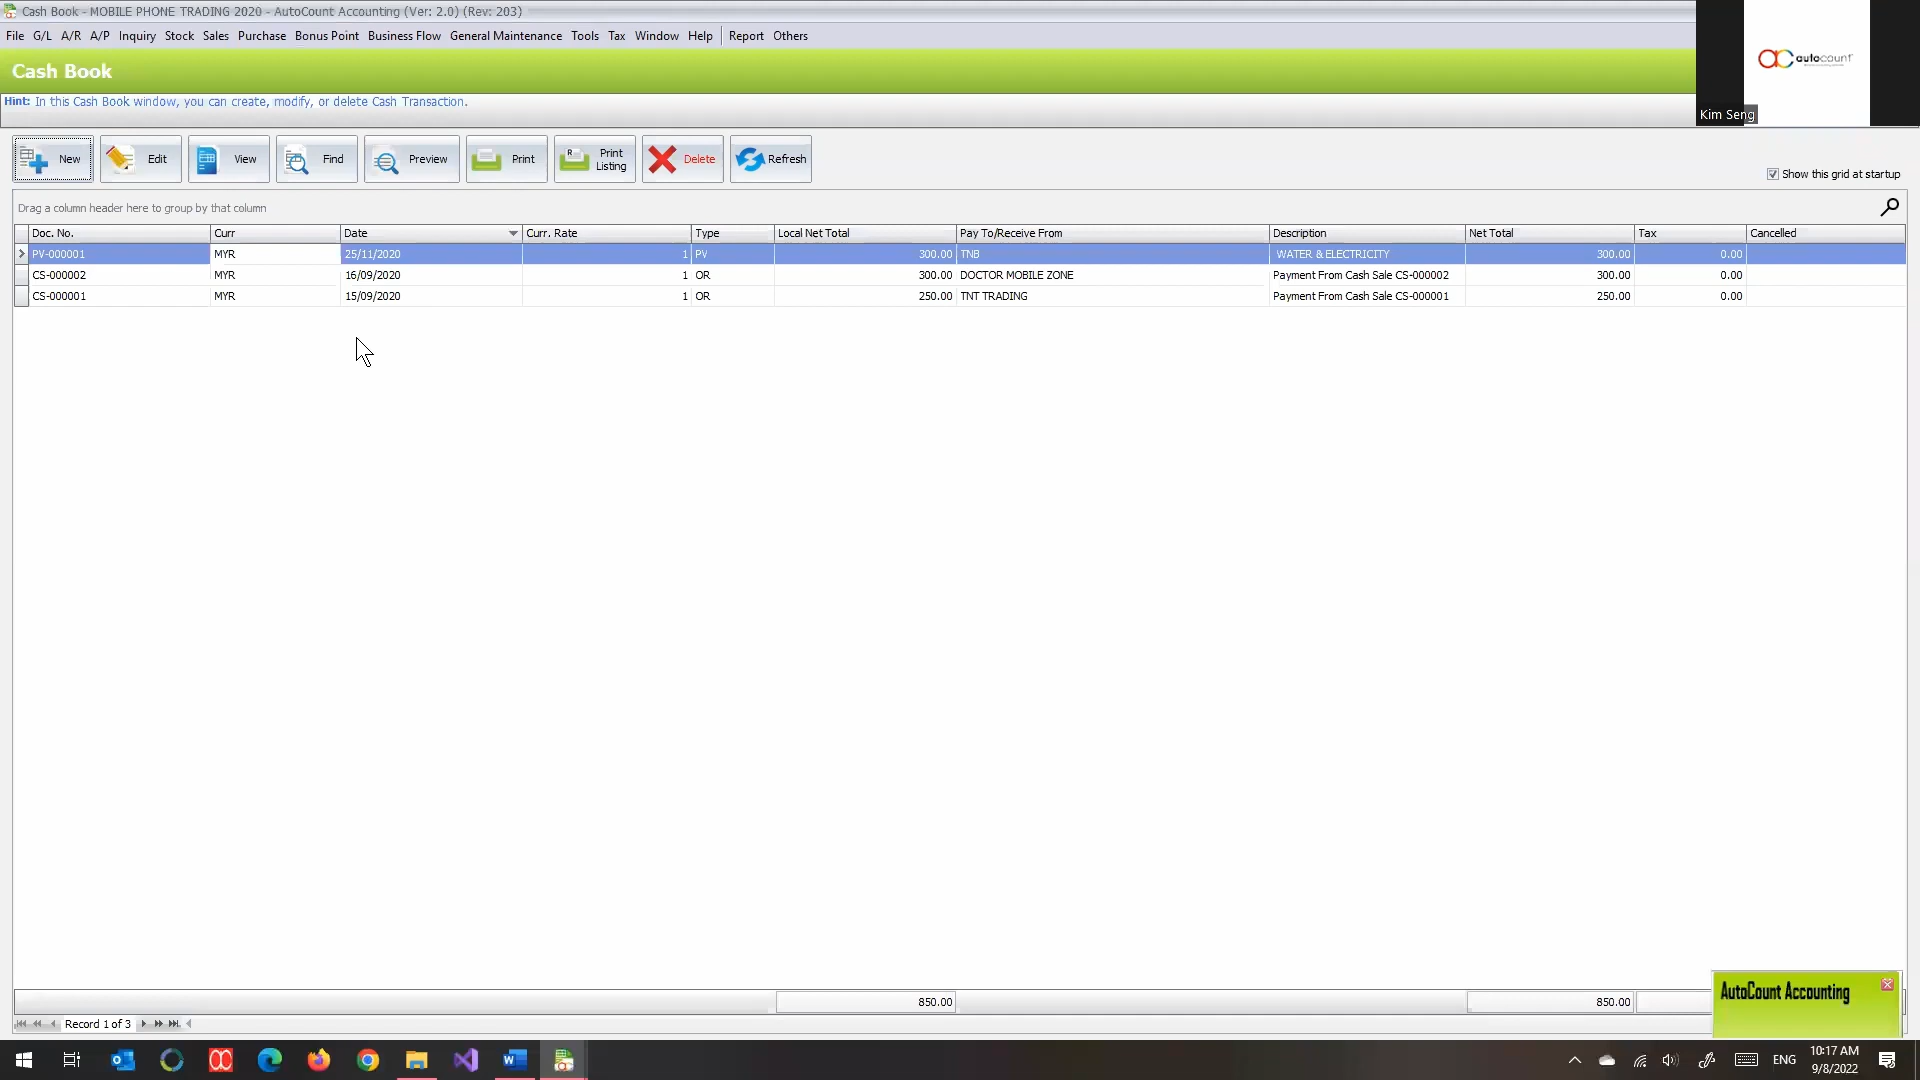 Cash Book - MOBILE PHONE TRADING 2020 - AutoCount Accounting (Ver: 2.0) (Rev: 203)
File G/L A/R A/P Inquiry Stock Sales Purchase Bonus Point Business Flow General Maintenance Tools Tax Window Help Report Others
autocount
Cash Book
Hint: In this Cash Book window, you can create, modify, or delete Cash Transaction.
Kim Seng
New Edit View Find Preview Print Print Listing Delete Refresh
Show this grid at startup
Drag a column header here to group by that column
Doc. No. Curr Date Curr. Rate Type Local Net Total Pay To/Receive From Description Net Total Tax Cancelled
PV-000001 MYR 25/11/2020 1 PV 300.00 TNB WATER & ELECTRICITY 300.00 0.00
CS-000002 MYR 16/09/2020 1 OR 300.00 DOCTOR MOBILE ZONE Payment From Cash Sale CS-000002 300.00 0.00
CS-000001 MYR 15/09/2020 1 OR 250.00 TNT TRADING Payment From Cash Sale CS-000001 250.00 0.00
850.00 850.00
AutoCount Accounting
Record 1 of 3
ENG
10:17 AM
9/8/2022